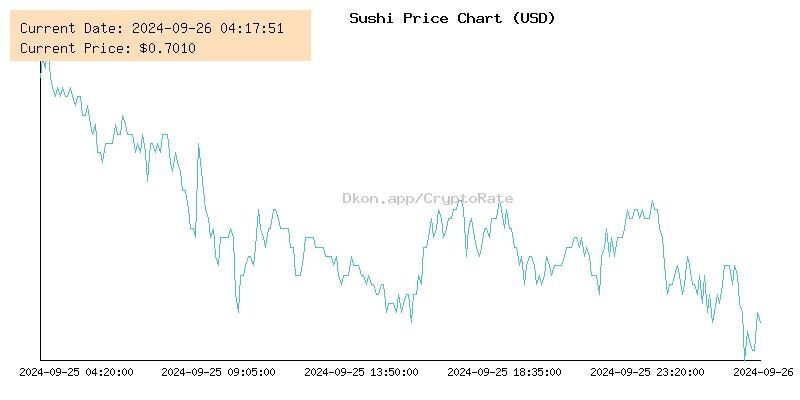 Sushi Price Chart (USD)
Current Date: 2024-09-26 04:17:51
Current Price: $0.7010
Dkon.app/CryptoRate
2024-09-25 04:20:00 2024-09-25 09:05:00 2024-09-25 13:50:00 2024-09-25 18:35:00 2024-09-25 23:20:00 2024-09-26